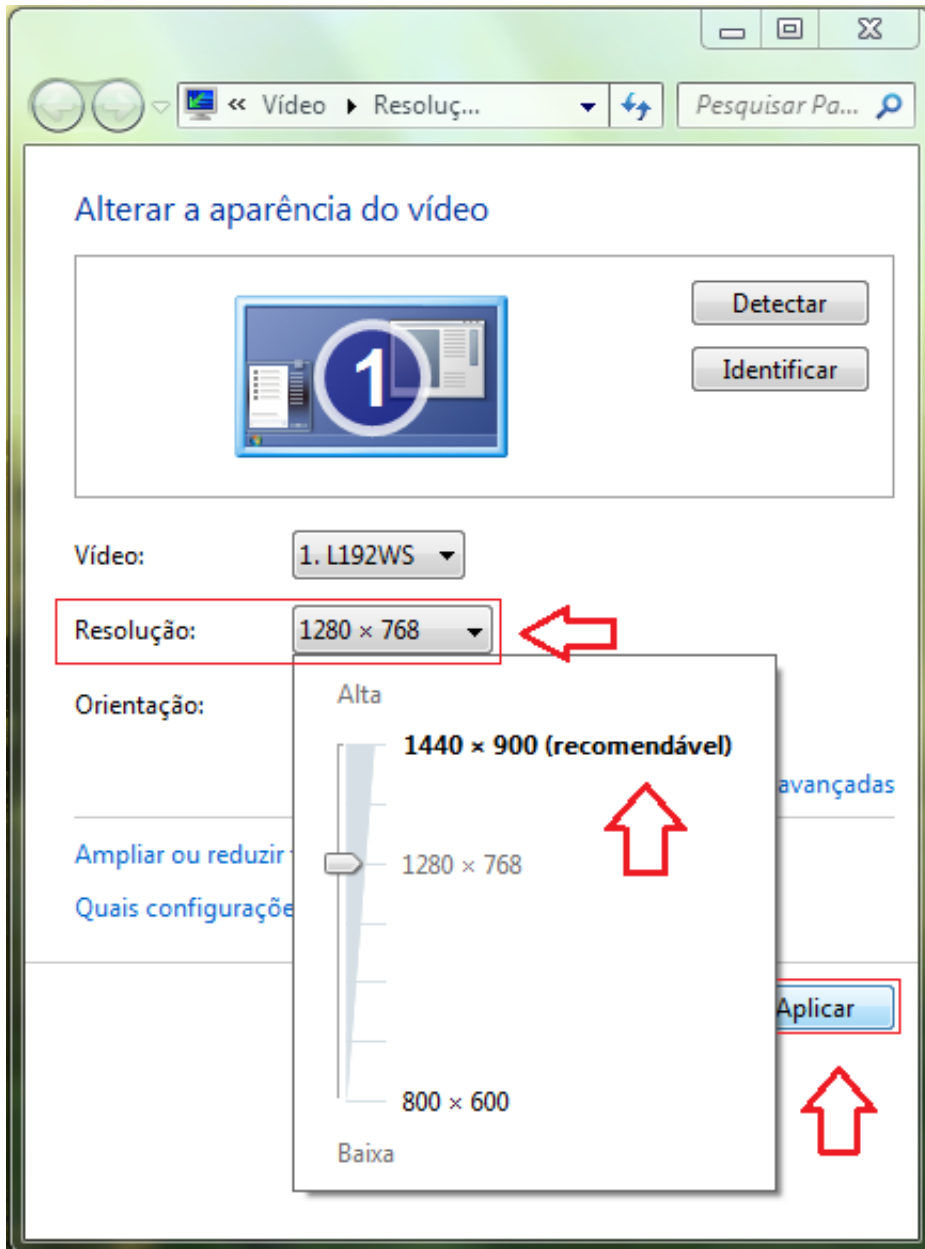 « Vídeo ▸ Resoluç...
Pesquisar Pa...
Alterar a aparência do vídeo
1
Detectar
Identificar
Vídeo: 1. L192WS
Resolução: 1280 × 768
Orientação:
Alta
1440 × 900 (recomendável)
avançadas
Ampliar ou reduzir
1280 × 768
Quais configuraçõe
Aplicar
800 × 600
Baixa